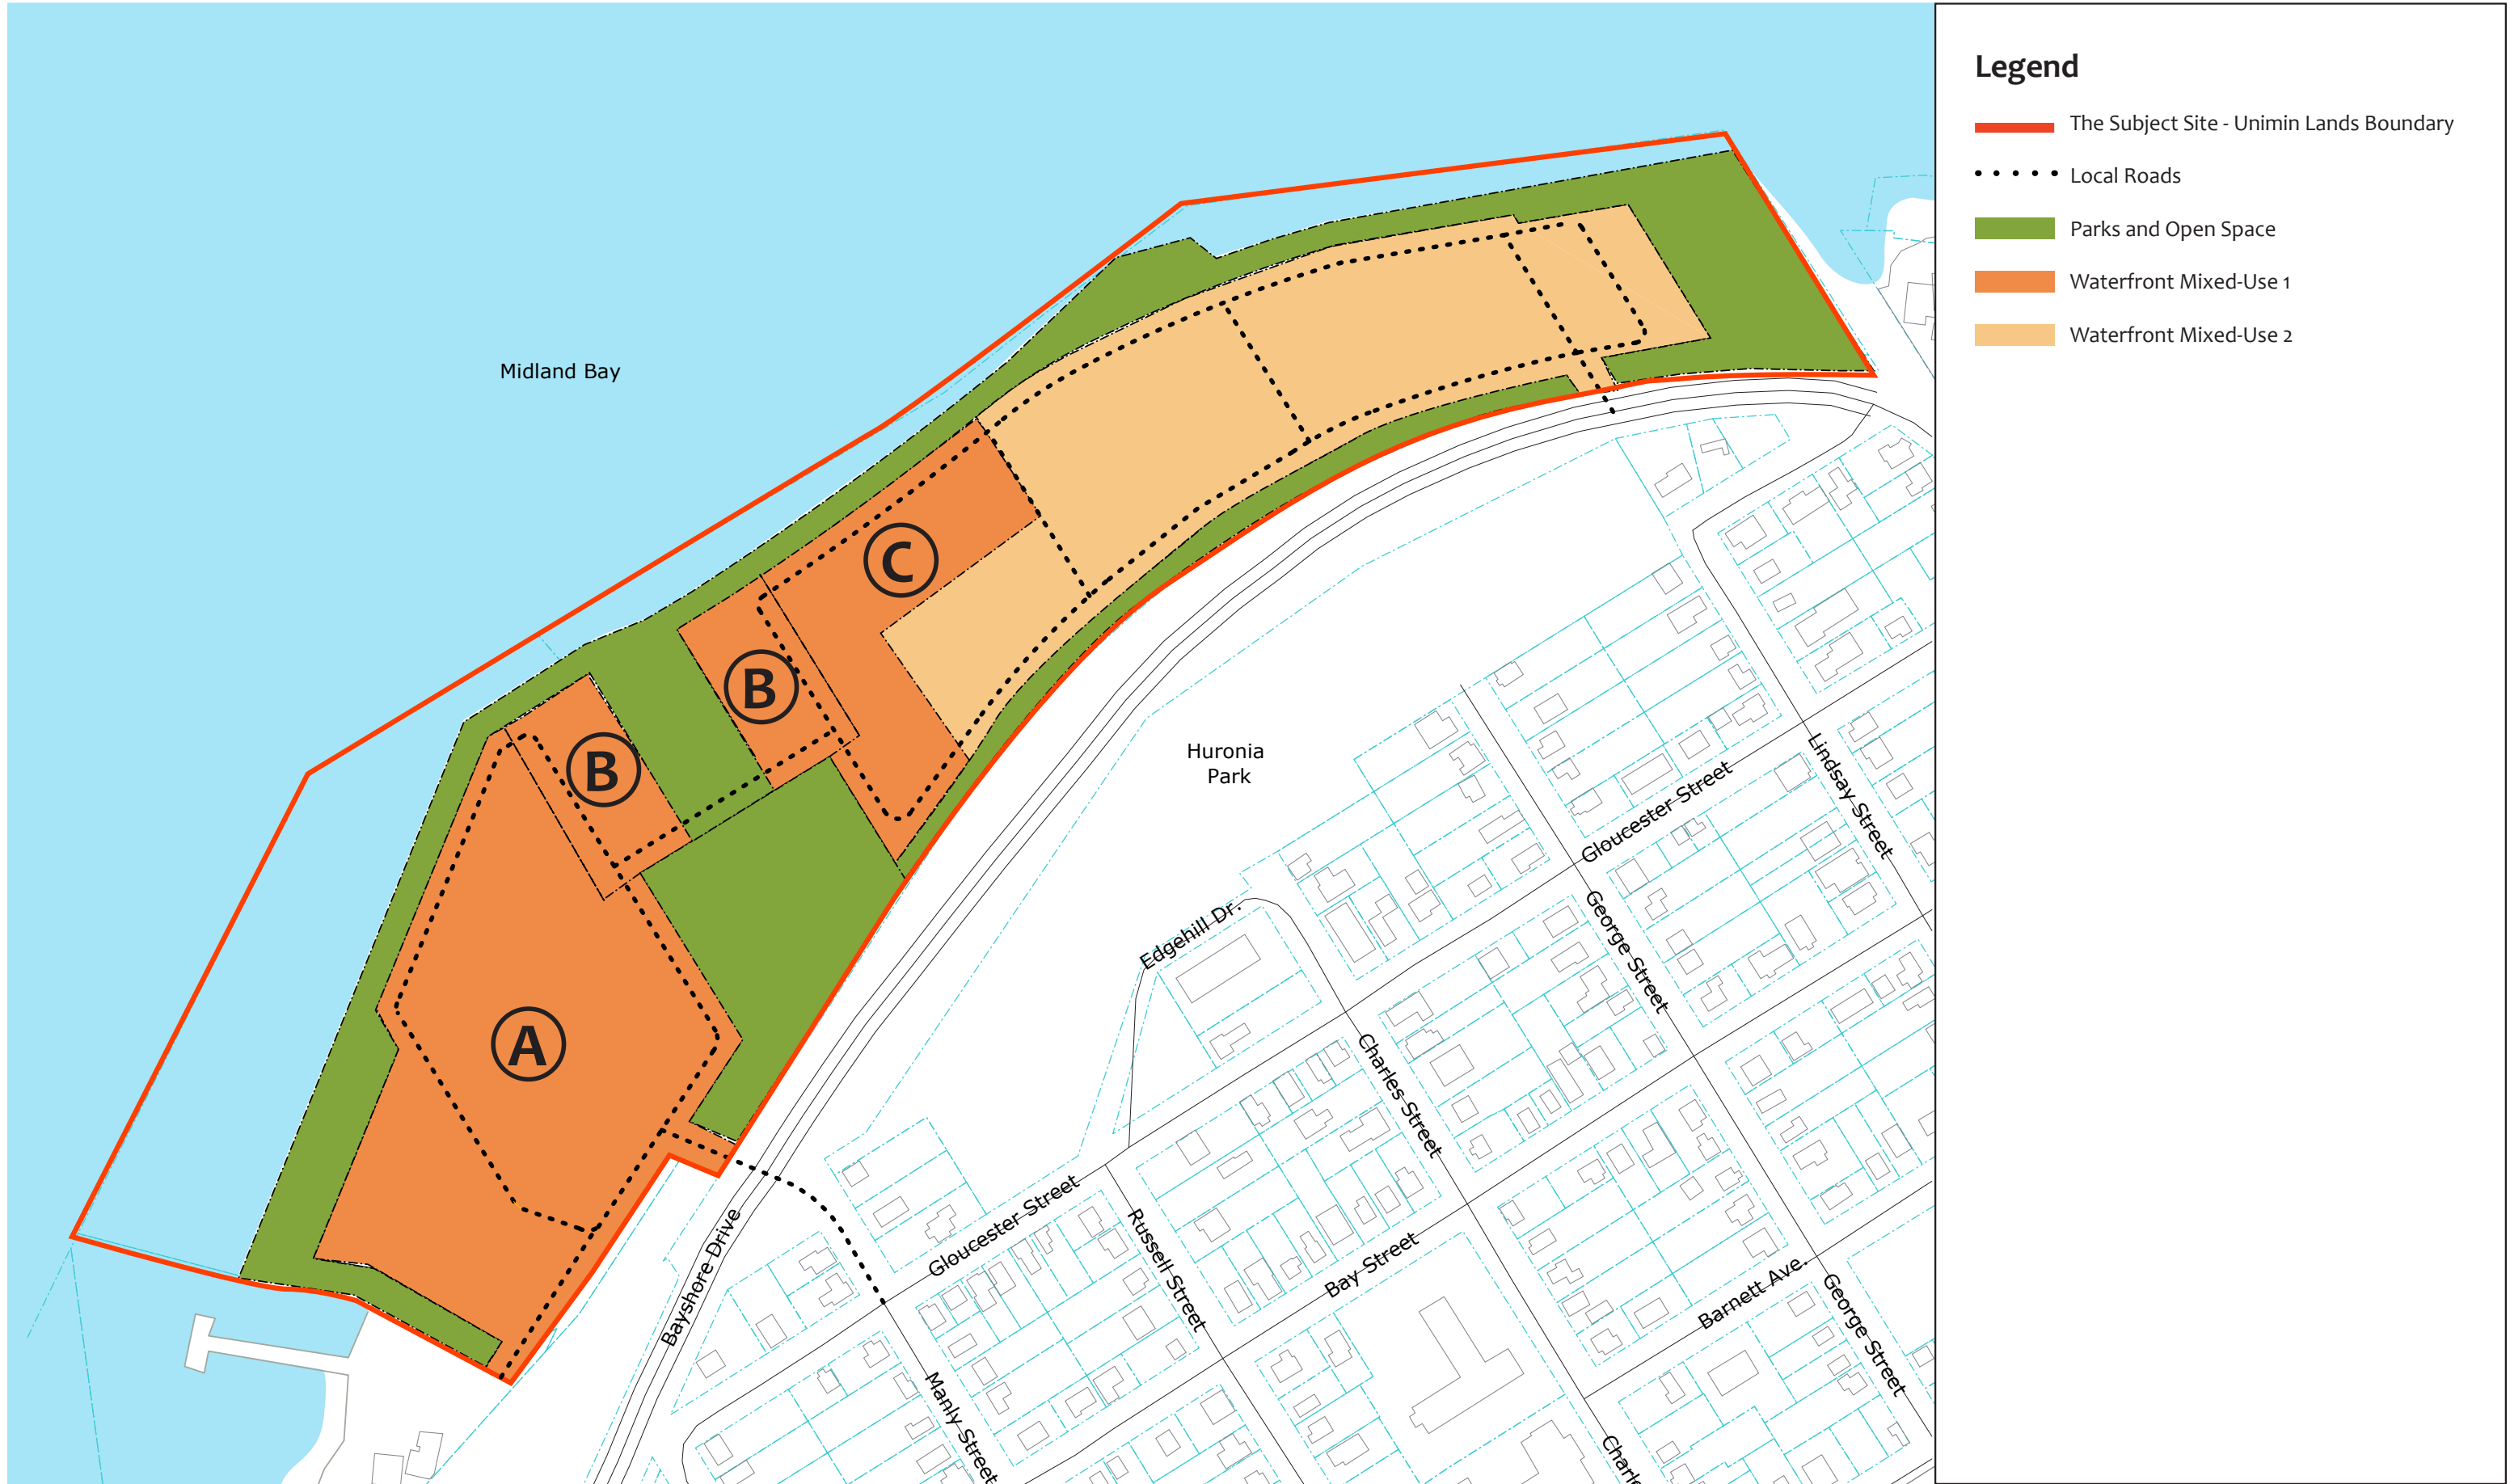 Legend
The Subject Site - Unimin Lands Boundary
Local Roads
Parks and Open Space
Waterfront Mixed-Use 1
Waterfront Mixed-Use 2
Midland Bay
C
B
B
A
Huronia
Park
Lindsay Street
Gloucester Street
George Street
Edgehill Dr.
Charles Street
Gloucester Street
Russell Street
Bay Street
Bayshore Drive
Barnett Ave.
George Street
Manly Street
Charl